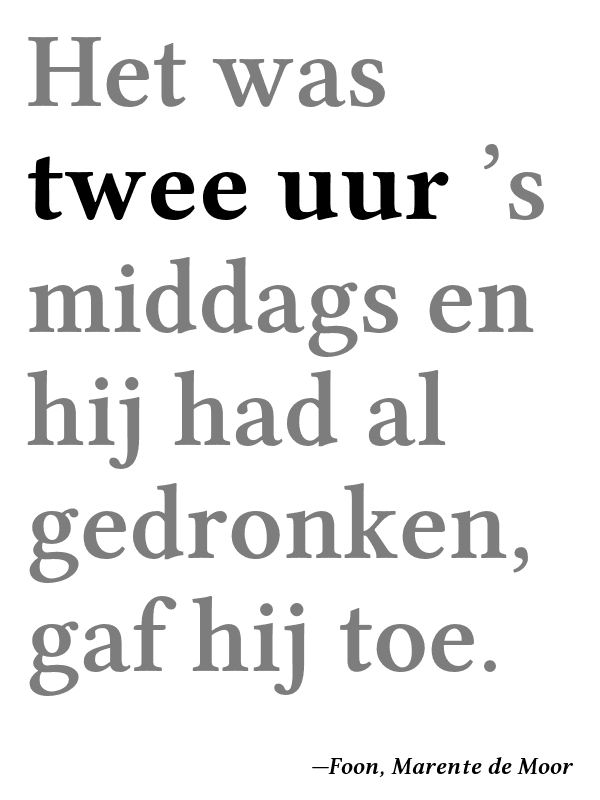 Het was
twee uur ’s
middags en
hij had al
gedronken,
gaf hij toe.
—Foon, Marente de Moor